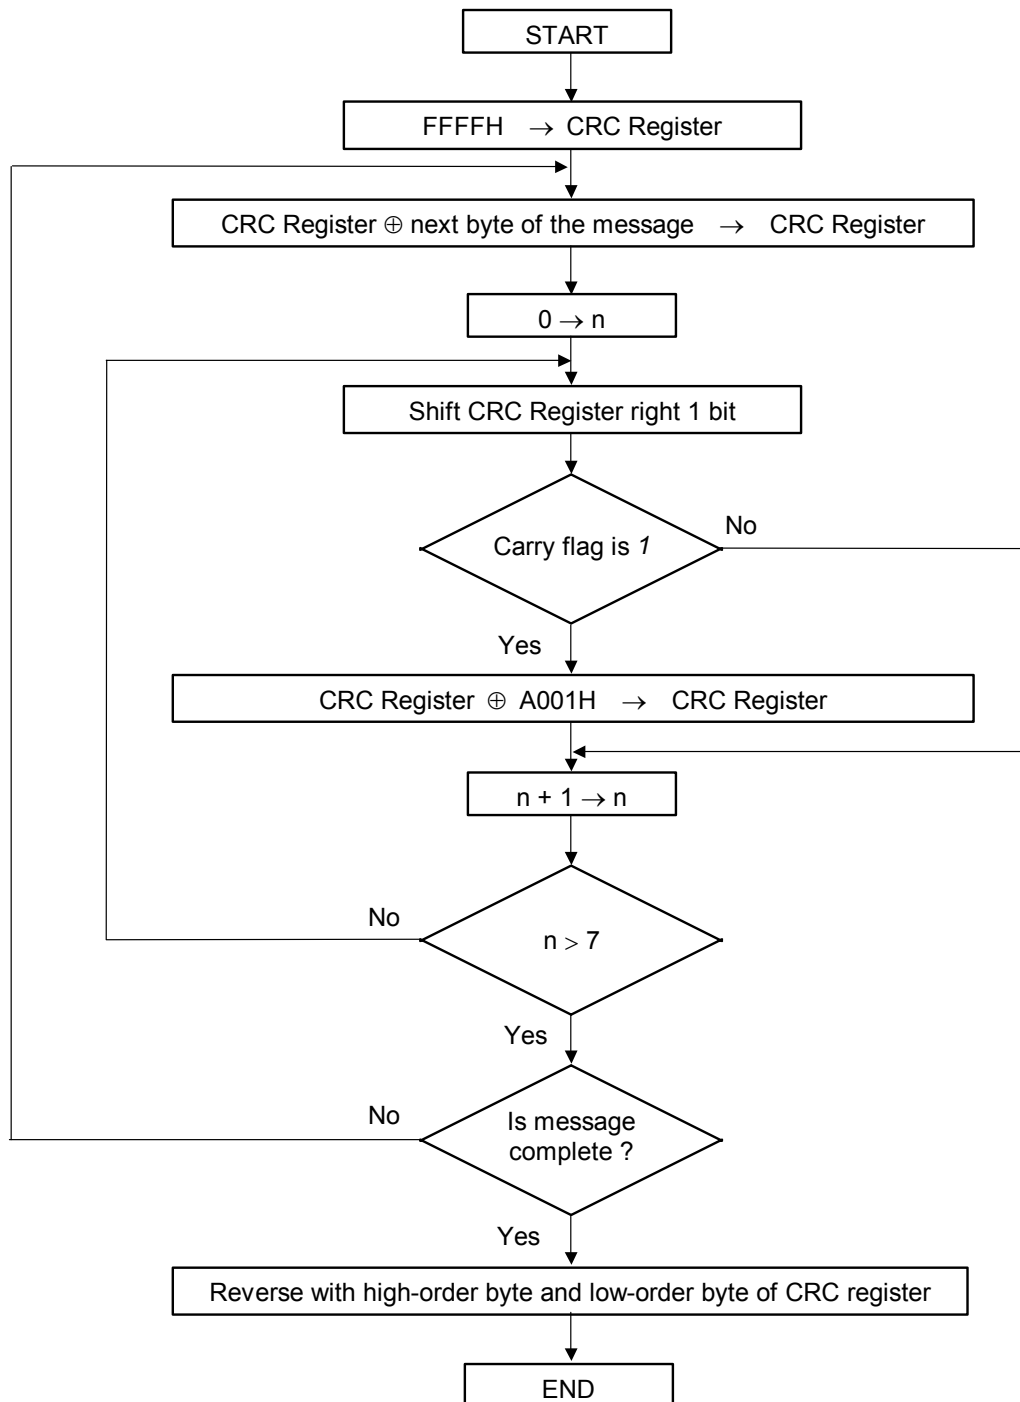 START
FFFFH → CRC Register
CRC Register ⊕ next byte of the message → CRC Register
0 → n
Shift CRC Register right 1 bit
Carry flag is 1
No
Yes
CRC Register ⊕ A001H → CRC Register
n + 1 → n
No
n > 7
Yes
No
Is message
complete ?
Yes
Reverse with high-order byte and low-order byte of CRC register
END